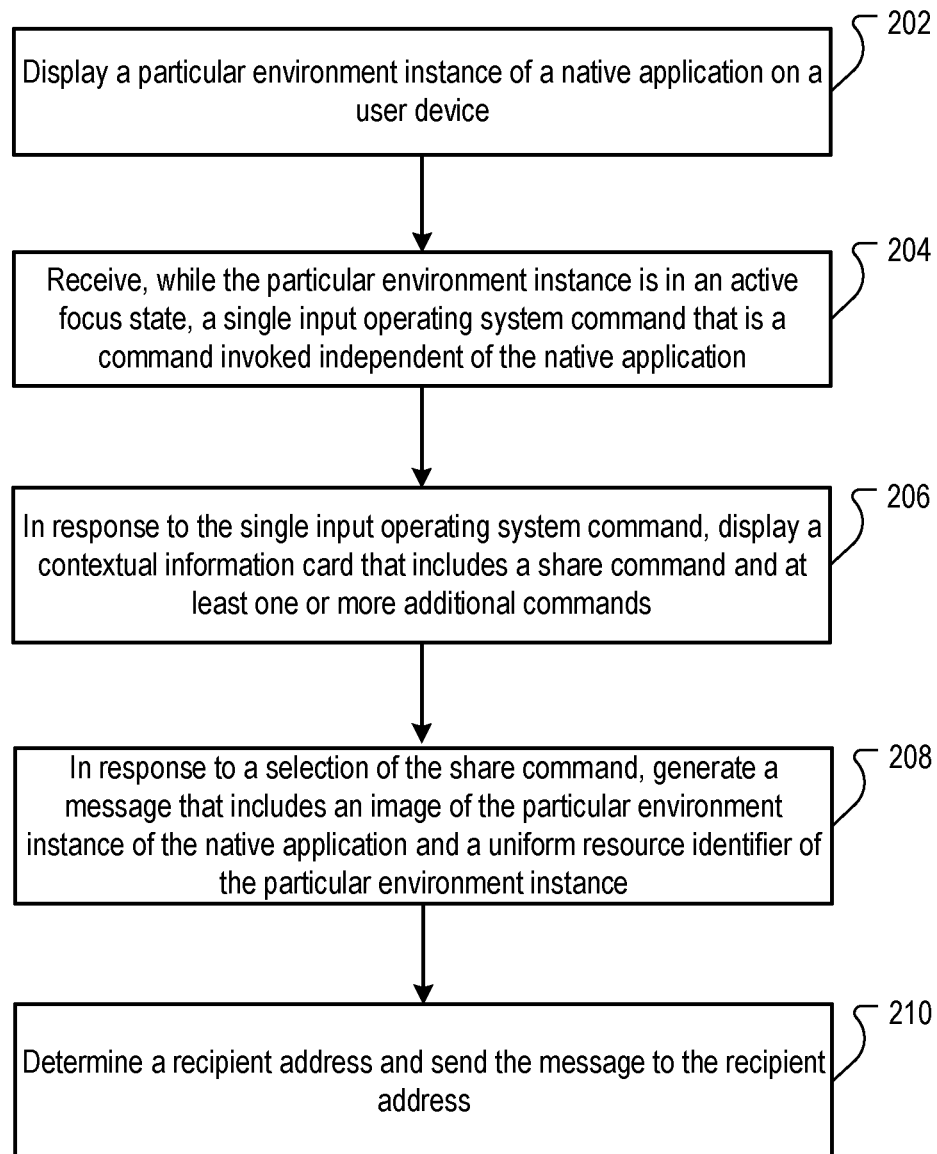 202
Display a particular environment instance of a native application on a
user device
204
Receive, while the particular environment instance is in an active
focus state, a single input operating system command that is a
command invoked independent of the native application
206
In response to the single input operating system command, display a
contextual information card that includes a share command and at
least one or more additional commands
208
In response to a selection of the share command, generate a
message that includes an image of the particular environment
instance of the native application and a uniform resource identifier of
the particular environment instance
210
Determine a recipient address and send the message to the recipient
address